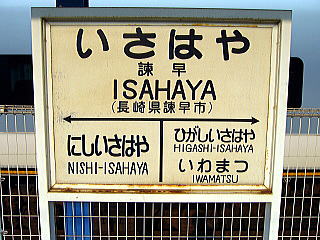 いさはや
諫早
ISAHAYA
(長崎県諫早市)
にしいさはや
NISHI-ISAHAYA
ひがしいさはや
HIGASHI-ISAHAYA
いわまつ
IWAMATSU